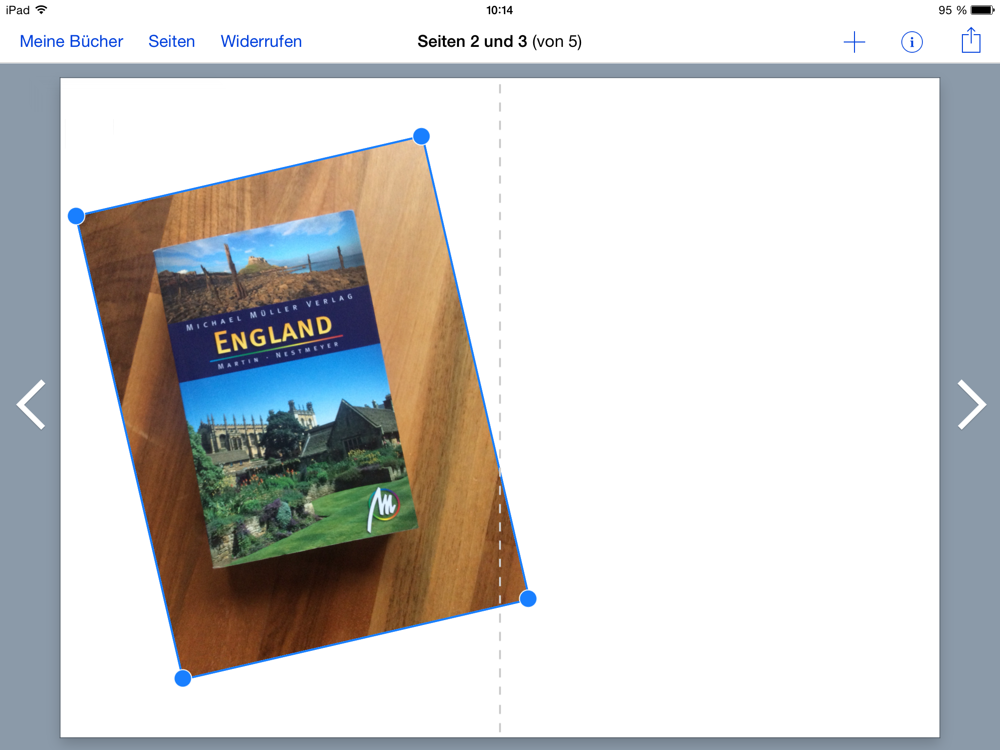 iPad 10:14 95 %
Meine Bücher Seiten Widerrufen Seiten 2 und 3 (von 5)
MICHAEL MÜLLER VERLAG
ENGLAND
MARTIN · NESTMEYER
M